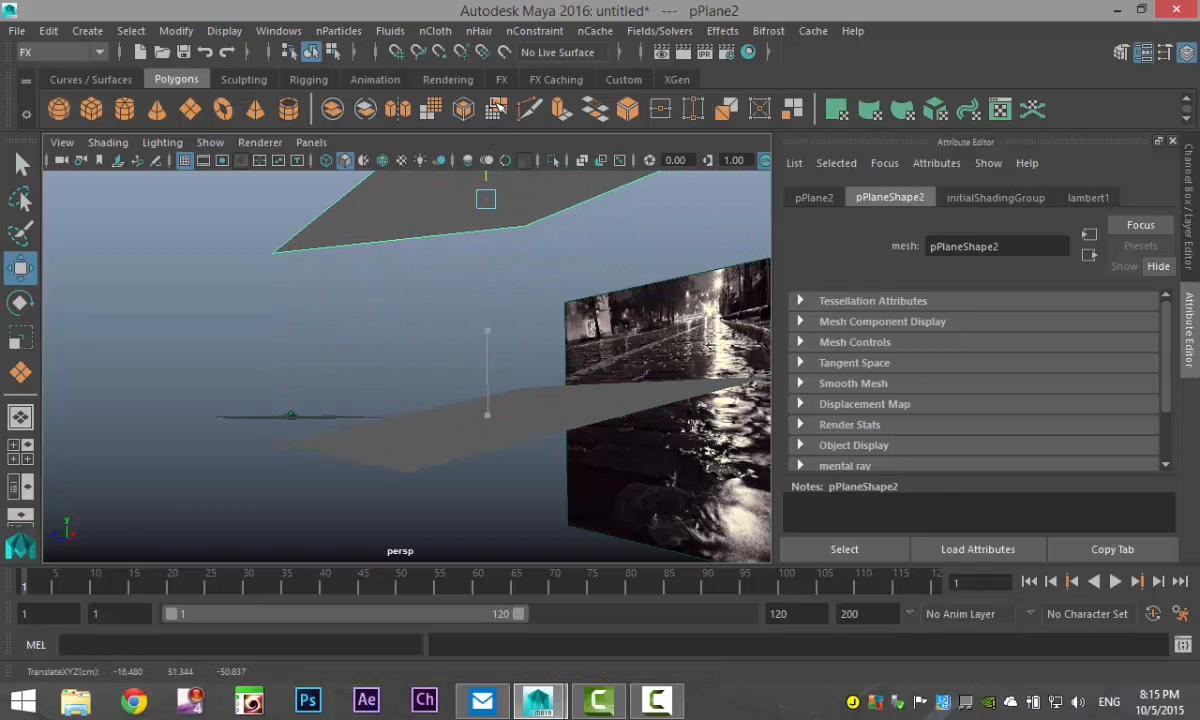 Autodesk Maya 2016: untitled* --- pPlane2
File Edit Create Select Modify Display Windows nParticles Fluids nCloth nHair nConstraint nCache Fields/Solvers Effects Bifrost Cache Help
FX No Live Surface
Curves / Surfaces Polygons Sculpting Rigging Animation Rendering FX FX Caching Custom XGen
View Shading Lighting Show Renderer Panels
0.00 1.00
persp
Attribute Editor
List Selected Focus Attributes Show Help
pPlane2 pPlaneShape2 initialShadingGroup lambert1
Focus
mesh: pPlaneShape2
Presets
Show Hide
Tessellation Attributes
Mesh Component Display
Mesh Controls
Tangent Space
Smooth Mesh
Displacement Map
Render Stats
Object Display
mental ray
Notes: pPlaneShape2
Select Load Attributes Copy Tab
Channel Box / Layer Editor
Attribute Editor
1 5 10 15 20 25 30 35 40 45 50 55 60 65 70 75 80 85 90 95 100 105 110 115 12 1
1 1 1 120 120 200 No Anim Layer No Character Set
MEL
TranslateXYZ(cm): -16.480 51.344 -50.837
Ps Ae Ch MAYA ENG
8:15 PM
10/5/2015